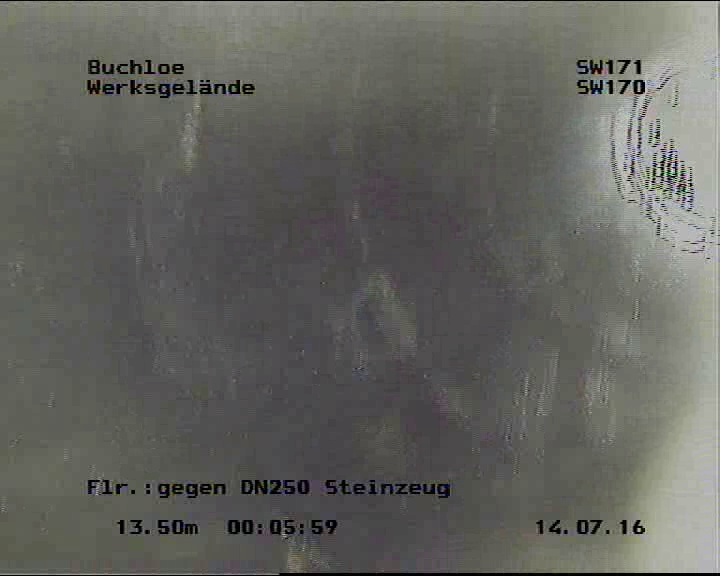 Buchloe SW171
Werksgelände SW170
Flr.:gegen DN250 Steinzeug
13.50m 00:05:59 14.07.16